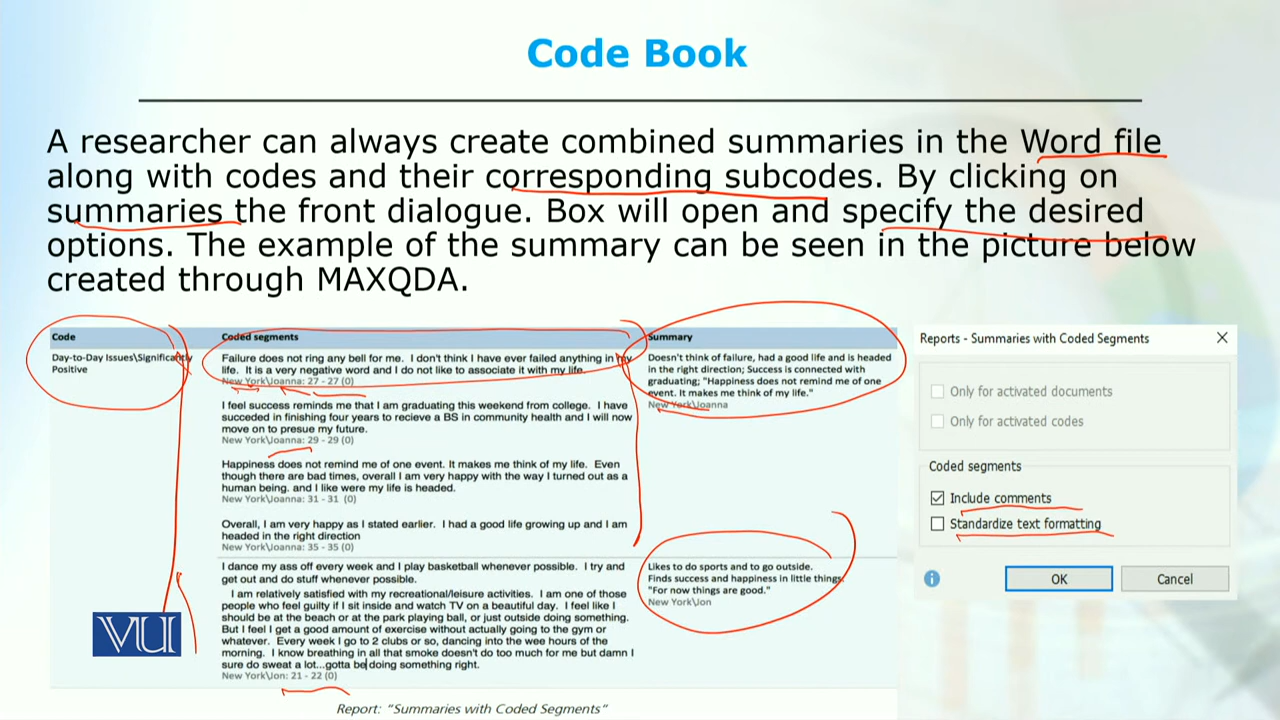 Code Book
A researcher can always create combined summaries in the Word file
along with codes and their corresponding subcodes. By clicking on
summaries the front dialogue. Box will open and specify the desired
options. The example of the summary can be seen in the picture below
created through MAXQDA.
Code
Day-to-Day Issues\Significantly
Positive
Coded segments
Failure does not ring any bell for me. I don't think I have ever failed anything in my
life. It is a very negative word and I do not like to associate it with my life.
New York\Joanna: 27 - 27 (0)
I feel success reminds me that I am graduating this weekend from college. I have
succeded in finishing four years to recieve a BS in community health and I will now
move on to presue my future.
New York\Joanna: 29 - 29 (0)
Happiness does not remind me of one event. It makes me think of my life. Even
though there are bad times, overall I am very happy with the way I turned out as a
human being. and I like were my life is headed.
New York\Joanna: 31 - 31 (0)
Overall, I am very happy as I stated earlier. I had a good life growing up and I am
headed in the right direction
New York\Joanna: 35 - 35 (0)
I dance my ass off every week and I play basketball whenever possible. I try and
get out and do stuff whenever possible.
I am relatively satisfied with my recreational/leisure activities. I am one of those
people who feel guilty if I sit inside and watch TV on a beautiful day. I feel like I
should be at the beach or at the park playing ball, or just outside doing something.
But I feel I get a good amount of exercise without actually going to the gym or
whatever. Every week I go to 2 clubs or so, dancing into the wee hours of the
morning. I know breathing in all that smoke doesn't do too much for me but damn I
sure do sweat a lot...gotta be doing something right.
New York\Jon: 21 - 22 (0)
Summary
Doesn't think of failure, had a good life and is headed
in the right direction; Success is connected with
graduating; "Happiness does not remind me of one
event. It makes me think of my life."
New York\Joanna
Likes to do sports and to go outside.
Finds success and happiness in little things.
"For now things are good."
New York\Jon
Reports - Summaries with Coded Segments
Only for activated documents
Only for activated codes
Coded segments
Include comments
Standardize text formatting
OK
Cancel
VU
Report: "Summaries with Coded Segments"